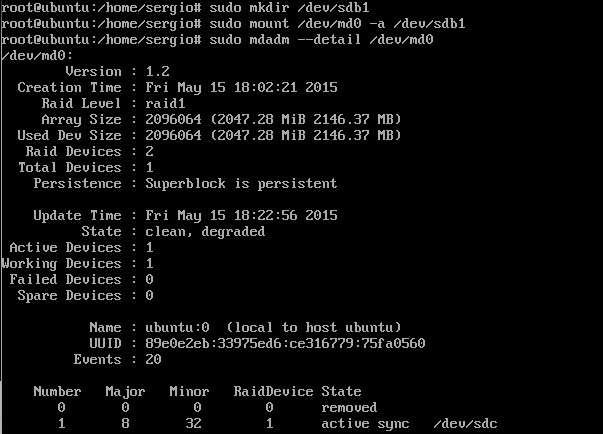 root@ubuntu:/home/sergio# sudo mkdir /dev/sdb1
root@ubuntu:/home/sergio# sudo mount /dev/md0 -a /dev/sdb1
root@ubuntu:/home/sergio# sudo mdadm --detail /dev/md0
/dev/md0:
Version : 1.2
Creation Time : Fri May 15 18:02:21 2015
Raid Level : raid1
Array Size : 2096064 (2047.28 MiB 2146.37 MB)
Used Dev Size : 2096064 (2047.28 MiB 2146.37 MB)
Raid Devices : 2
Total Devices : 1
Persistence : Superblock is persistent
Update Time : Fri May 15 18:22:56 2015
State : clean, degraded
Active Devices : 1
Working Devices : 1
Failed Devices : 0
Spare Devices : 0
Name : ubuntu:0 (local to host ubuntu)
UUID : 89e0e2eb:33975ed6:ce316779:75fa0560
Events : 20
Number Major Minor RaidDevice State
0 0 0 0 removed
1 8 32 1 active sync /dev/sdc